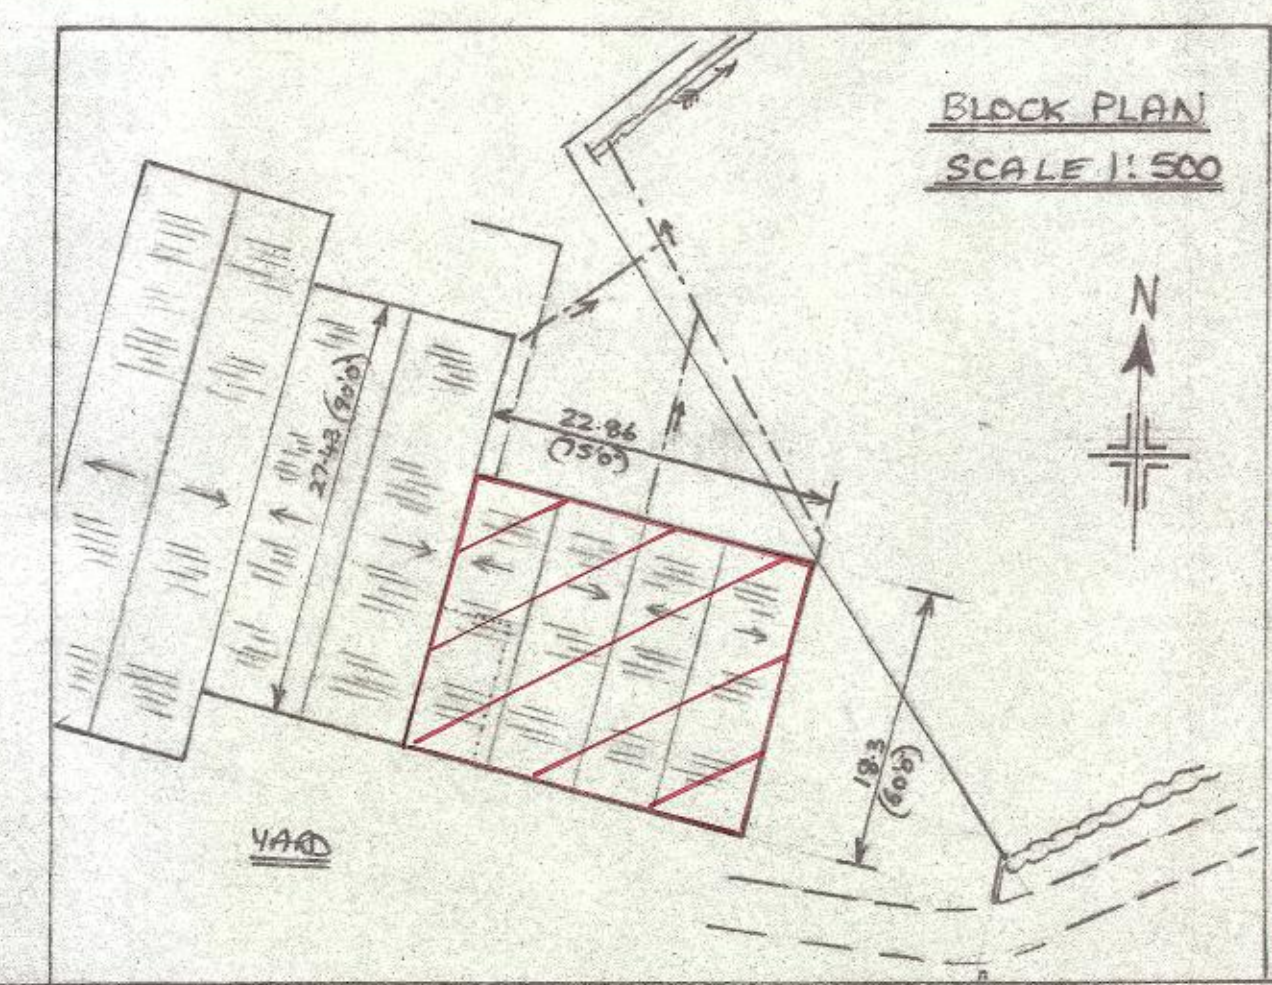 BLOCK PLAN
SCALE 1:500
N
27.43 (90'0")
22.86
(75'0")
18.3
(60'0")
YARD